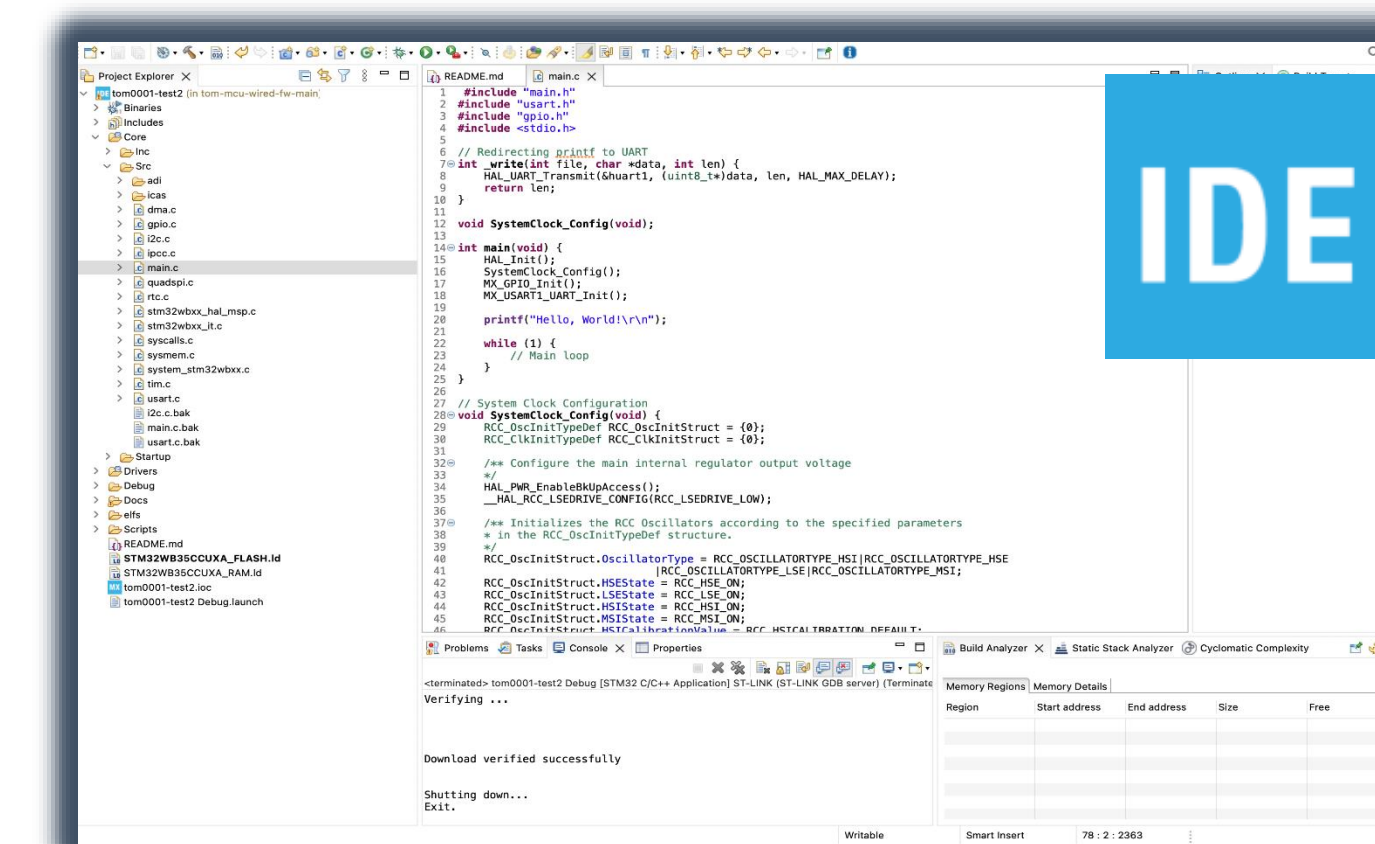 Project Explorer
tom0001-test2 (in tom-mcu-wired-fw-main)
Binaries
Includes
Core
Inc
Src
adi
icas
dma.c
gpio.c
i2c.c
ipcc.c
main.c
quadspi.c
rtc.c
stm32wbxx_hal_msp.c
stm32wbxx_it.c
syscalls.c
sysmem.c
system_stm32wbxx.c
tim.c
usart.c
i2c.c.bak
main.c.bak
usart.c.bak
Startup
Drivers
Debug
Docs
elfs
Scripts
README.md
STM32WB35CCUXA_FLASH.ld
STM32WB35CCUXA_RAM.ld
tom0001-test2.ioc
tom0001-test2 Debug.launch
README.md main.c
1 #include "main.h"
2 #include "usart.h"
3 #include "gpio.h"
4 #include <stdio.h>
5
6 // Redirecting printf to UART
7 int _write(int file, char *data, int len) {
8 HAL_UART_Transmit(&huart1, (uint8_t*)data, len, HAL_MAX_DELAY);
9 return len;
10 }
11
12 void SystemClock_Config(void);
13
14 int main(void) {
15 HAL_Init();
16 SystemClock_Config();
17 MX_GPIO_Init();
18 MX_USART1_UART_Init();
19
20 printf("Hello, World!\r\n");
21
22 while (1) {
23 // Main loop
24 }
25 }
26
27 // System Clock Configuration
28 void SystemClock_Config(void) {
29 RCC_OscInitTypeDef RCC_OscInitStruct = {0};
30 RCC_ClkInitTypeDef RCC_ClkInitStruct = {0};
31
32 /** Configure the main internal regulator output voltage
33 */
34 HAL_PWR_EnableBkUpAccess();
35 __HAL_RCC_LSEDRIVE_CONFIG(RCC_LSEDRIVE_LOW);
36
37 /** Initializes the RCC Oscillators according to the specified parameters
38 * in the RCC_OscInitTypeDef structure.
39 */
40 RCC_OscInitStruct.OscillatorType = RCC_OSCILLATORTYPE_HSI|RCC_OSCILLATORTYPE_HSE
41 |RCC_OSCILLATORTYPE_LSE|RCC_OSCILLATORTYPE_MSI;
42 RCC_OscInitStruct.HSEState = RCC_HSE_ON;
43 RCC_OscInitStruct.LSEState = RCC_LSE_ON;
44 RCC_OscInitStruct.HSIState = RCC_HSI_ON;
45 RCC_OscInitStruct.MSIState = RCC_MSI_ON;
46 RCC_OscInitStruct.HSICalibrationValue = RCC_HSICALIBRATION_DEFAULT;
IDE
Problems Tasks Console Properties
<terminated> tom0001-test2 Debug [STM32 C/C++ Application] ST-LINK (ST-LINK GDB server) (Terminate
Verifying ...
Download verified successfully
Shutting down...
Exit.
Build Analyzer Static Stack Analyzer Cyclomatic Complexity
Memory Regions Memory Details
Region Start address End address Size Free
Writable Smart Insert 78 : 2 : 2363